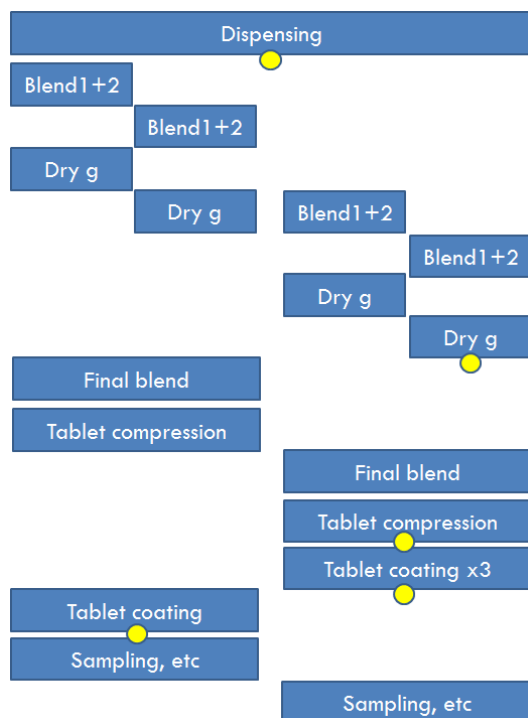 Dispensing
Blend1+2
Blend1+2
Dry g
Dry g
Blend1+2
Blend1+2
Dry g
Dry g
Final blend
Tablet compression
Final blend
Tablet compression
Tablet coating x3
Tablet coating
Sampling, etc
Sampling, etc